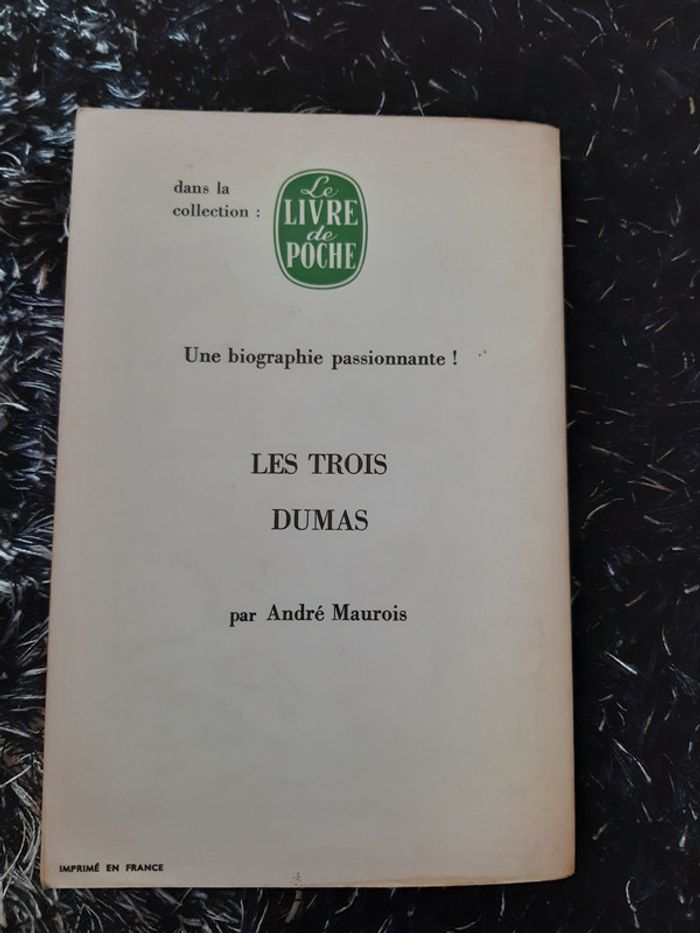 dans la
collection :
Le
LIVRE
de
POCHE
Une biographie passionnante !
LES TROIS
DUMAS
par André Maurois
IMPRIMÉ EN FRANCE